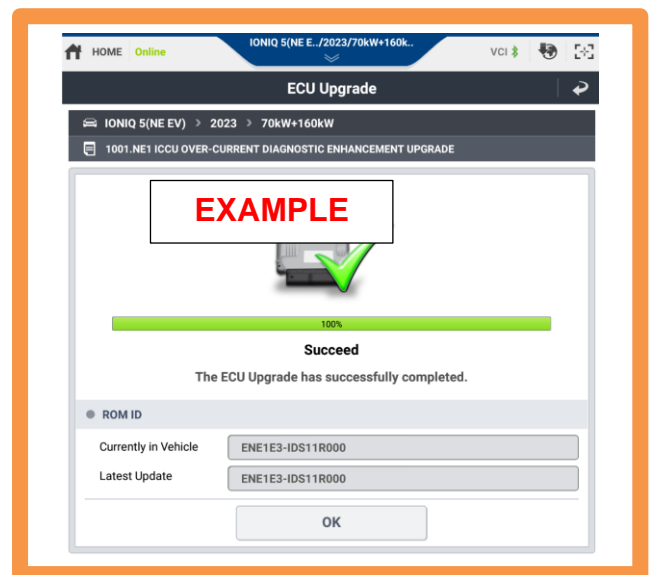 HOME Online
IONIQ 5(NE E../2023/70kW+160k..
VCI
ECU Upgrade
IONIQ 5(NE EV) > 2023 > 70kW+160kW
1001.NE1 ICCU OVER-CURRENT DIAGNOSTIC ENHANCEMENT UPGRADE
EXAMPLE
100%
Succeed
The ECU Upgrade has successfully completed.
ROM ID
Currently in Vehicle ENE1E3-IDS11R000
Latest Update ENE1E3-IDS11R000
OK